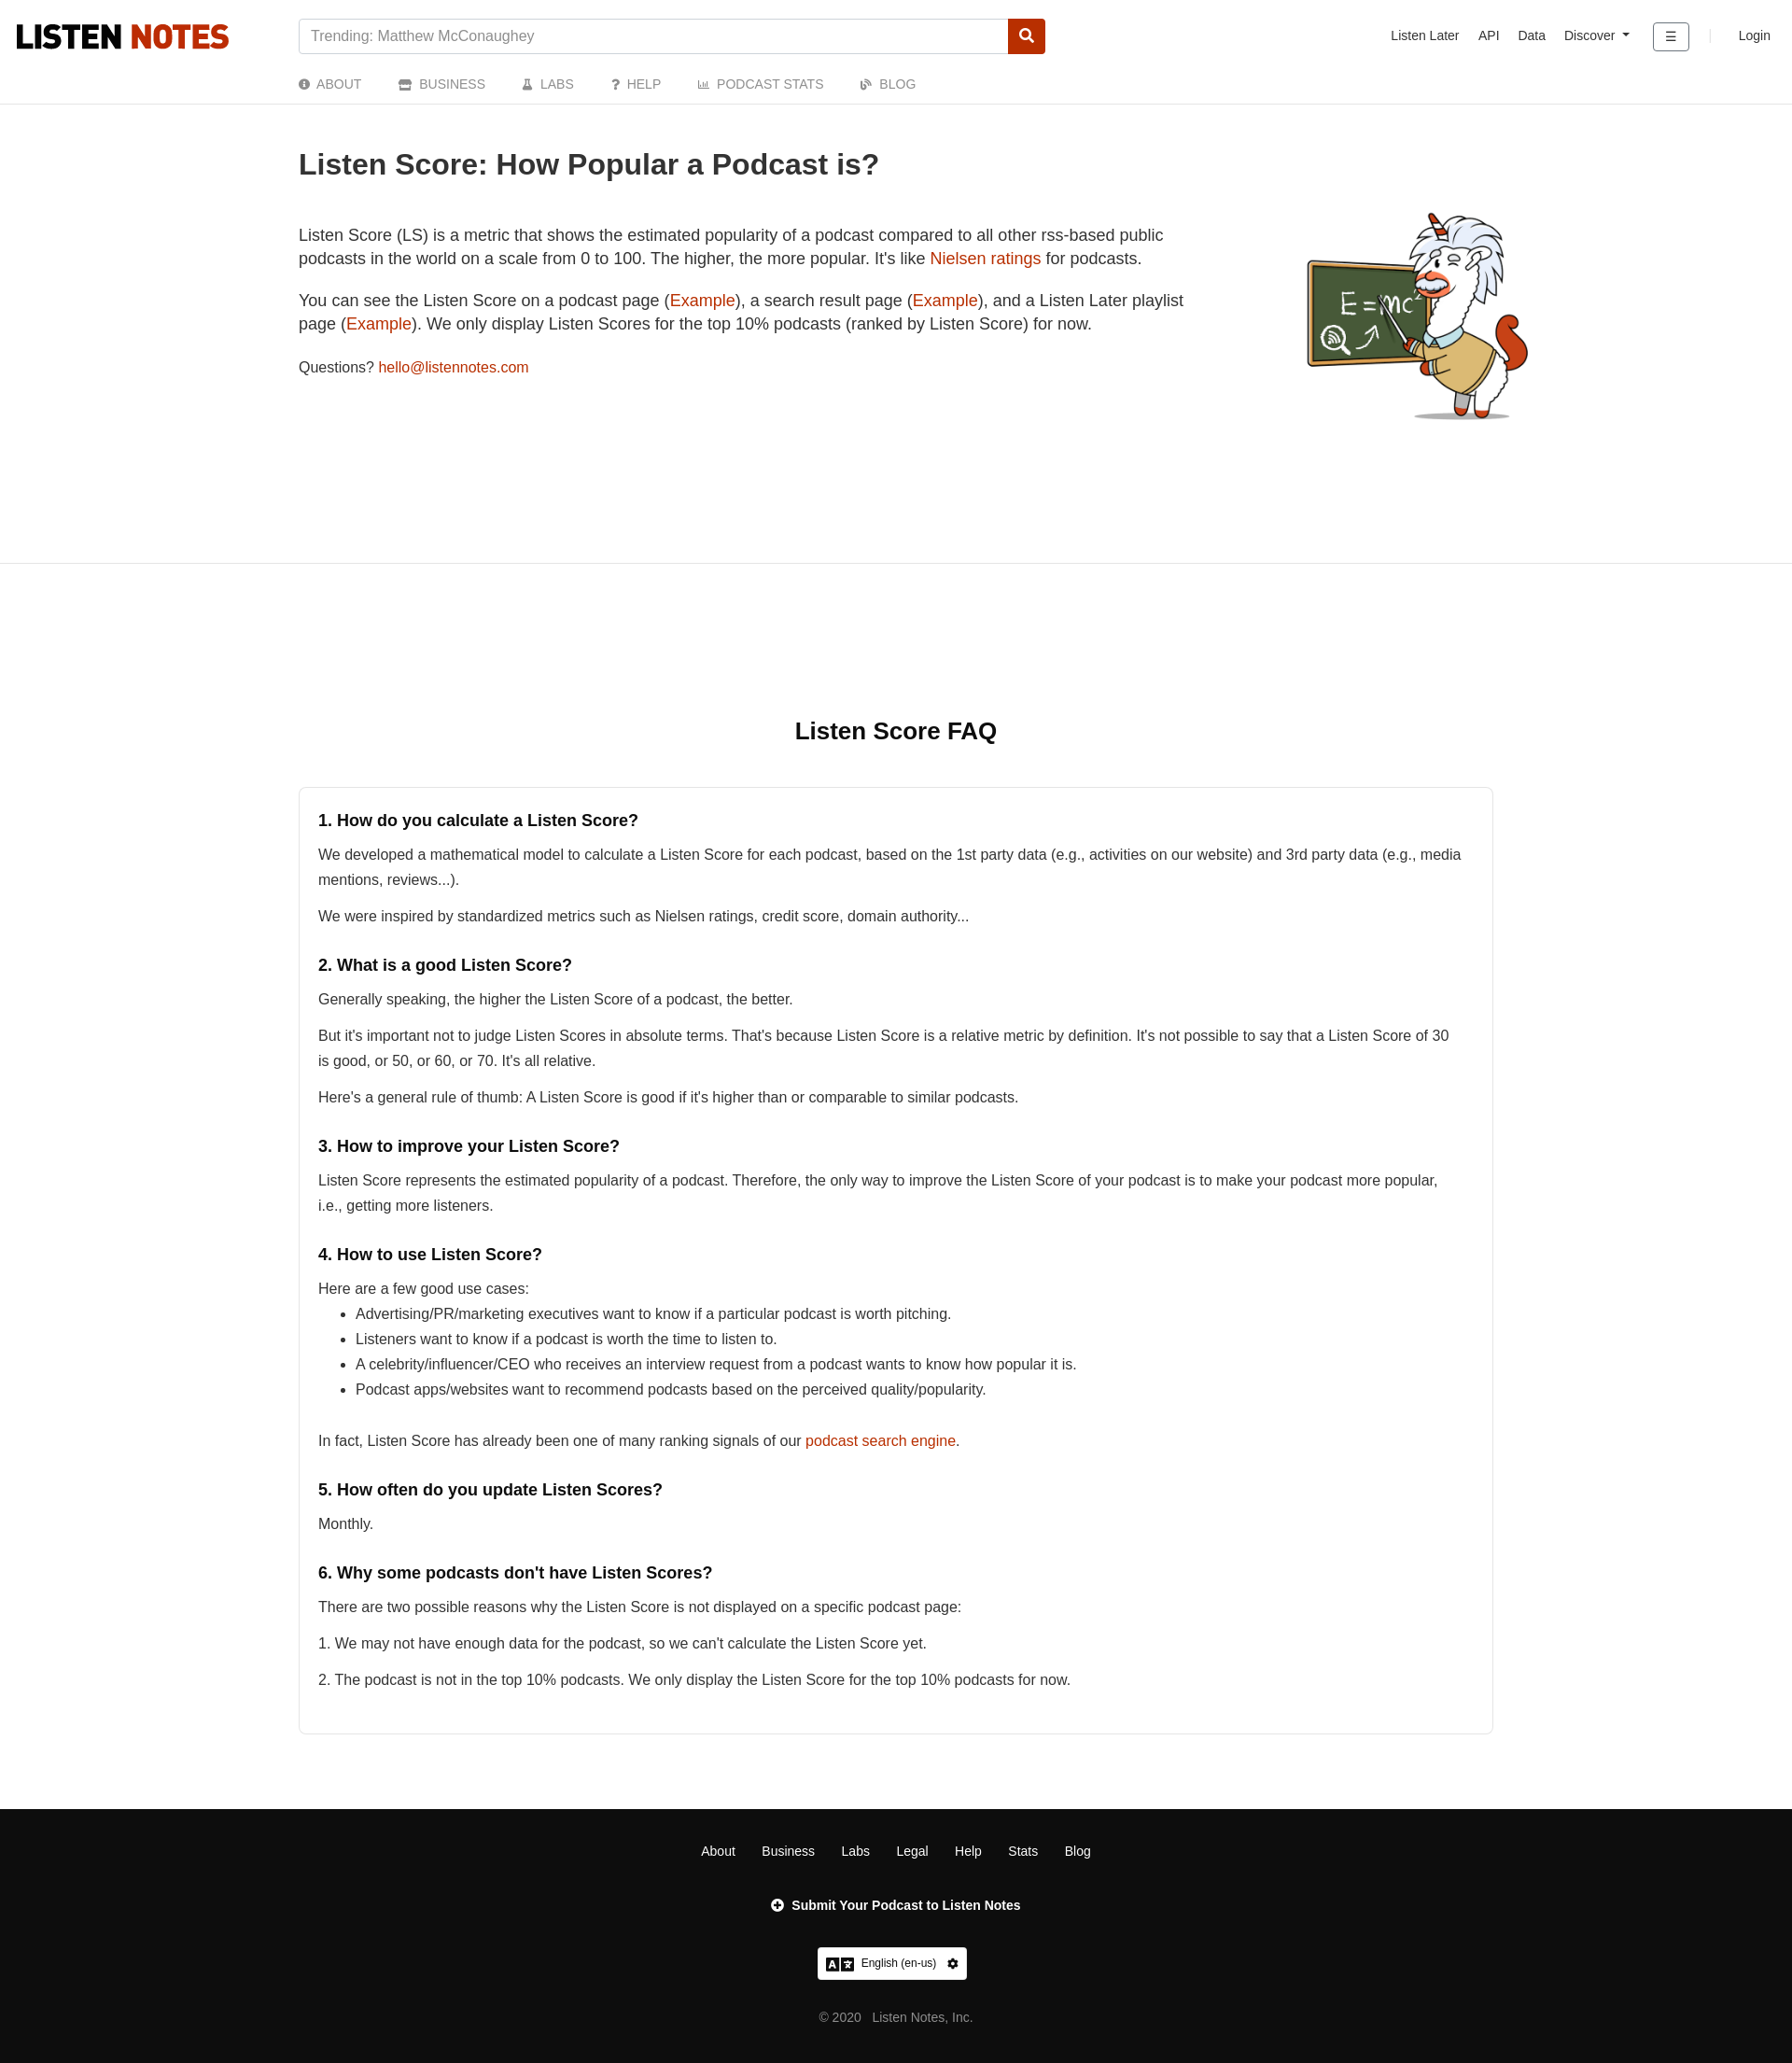 LISTEN NOTES
Trending: Matthew McConaughey
Listen Later API Data Discover Login
ABOUT BUSINESS LABS HELP PODCAST STATS BLOG
Listen Score: How Popular a Podcast is?
Listen Score (LS) is a metric that shows the estimated popularity of a podcast compared to all other rss-based public
podcasts in the world on a scale from 0 to 100. The higher, the more popular. It's like Nielsen ratings for podcasts.
You can see the Listen Score on a podcast page (Example), a search result page (Example), and a Listen Later playlist
page (Example). We only display Listen Scores for the top 10% podcasts (ranked by Listen Score) for now.
Questions? hello@listennotes.com
E=mc²
Listen Score FAQ
1. How do you calculate a Listen Score?
We developed a mathematical model to calculate a Listen Score for each podcast, based on the 1st party data (e.g., activities on our website) and 3rd party data (e.g., media
mentions, reviews...).
We were inspired by standardized metrics such as Nielsen ratings, credit score, domain authority...
2. What is a good Listen Score?
Generally speaking, the higher the Listen Score of a podcast, the better.
But it's important not to judge Listen Scores in absolute terms. That's because Listen Score is a relative metric by definition. It's not possible to say that a Listen Score of 30
is good, or 50, or 60, or 70. It's all relative.
Here's a general rule of thumb: A Listen Score is good if it's higher than or comparable to similar podcasts.
3. How to improve your Listen Score?
Listen Score represents the estimated popularity of a podcast. Therefore, the only way to improve the Listen Score of your podcast is to make your podcast more popular,
i.e., getting more listeners.
4. How to use Listen Score?
Here are a few good use cases:
• Advertising/PR/marketing executives want to know if a particular podcast is worth pitching.
• Listeners want to know if a podcast is worth the time to listen to.
• A celebrity/influencer/CEO who receives an interview request from a podcast wants to know how popular it is.
• Podcast apps/websites want to recommend podcasts based on the perceived quality/popularity.
In fact, Listen Score has already been one of many ranking signals of our podcast search engine.
5. How often do you update Listen Scores?
Monthly.
6. Why some podcasts don't have Listen Scores?
There are two possible reasons why the Listen Score is not displayed on a specific podcast page:
1. We may not have enough data for the podcast, so we can't calculate the Listen Score yet.
2. The podcast is not in the top 10% podcasts. We only display the Listen Score for the top 10% podcasts for now.
About Business Labs Legal Help Stats Blog
Submit Your Podcast to Listen Notes
English (en-us)
© 2020 Listen Notes, Inc.